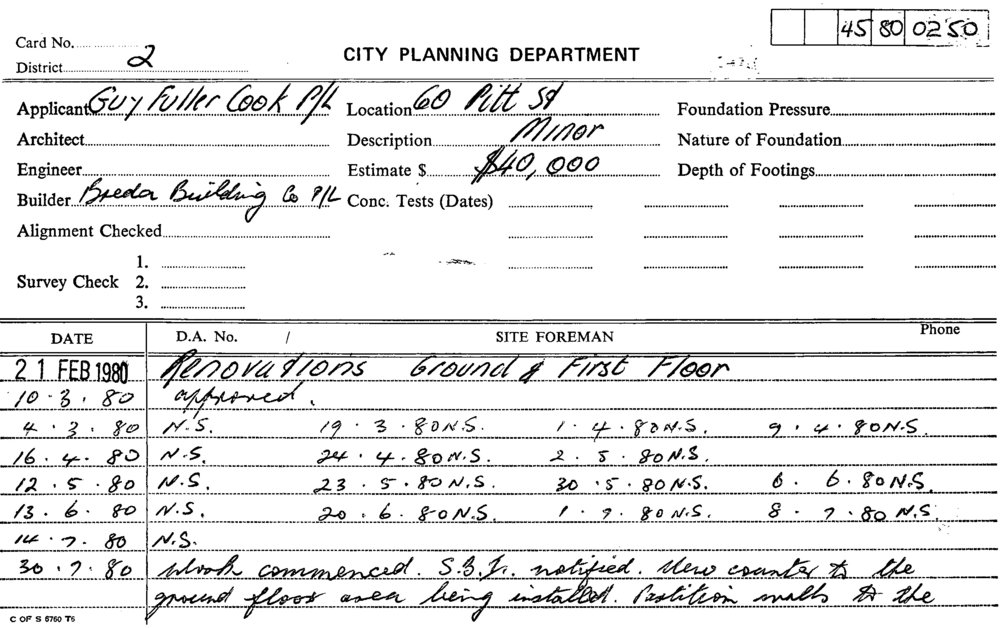 45 80 0250
Card No.
District 2
CITY PLANNING DEPARTMENT
Applicant Guy Fuller Cook P/L Location 60 Pitt St Foundation Pressure
Architect Description Minor Nature of Foundation
Engineer Estimate $ $40,000 Depth of Footings
Builder Breda Building Co P/L Conc. Tests (Dates)
Alignment Checked
1.
Survey Check 2.
3.
DATE D.A. No. / SITE FOREMAN Phone
21 FEB 1980 Renovations Ground & First Floor
10.3.80 approved.
4.3.80 N.S. 19.3.80 N.S. 1.4.80 N.S. 9.4.80 N.S.
16.4.80 N.S. 24.4.80 N.S. 2.5.80 N.S.
12.5.80 N.S. 23.5.80 N.S. 30.5.80 N.S. 6.6.80 N.S.
13.6.80 N.S. 20.6.80 N.S. 1.7.80 N.S. 8.7.80 N.S.
14.7.80 N.S.
30.7.80 Work commenced. notified. New counter to the
ground floor area being installed. Partition walls to the
C OF S 5760 T5